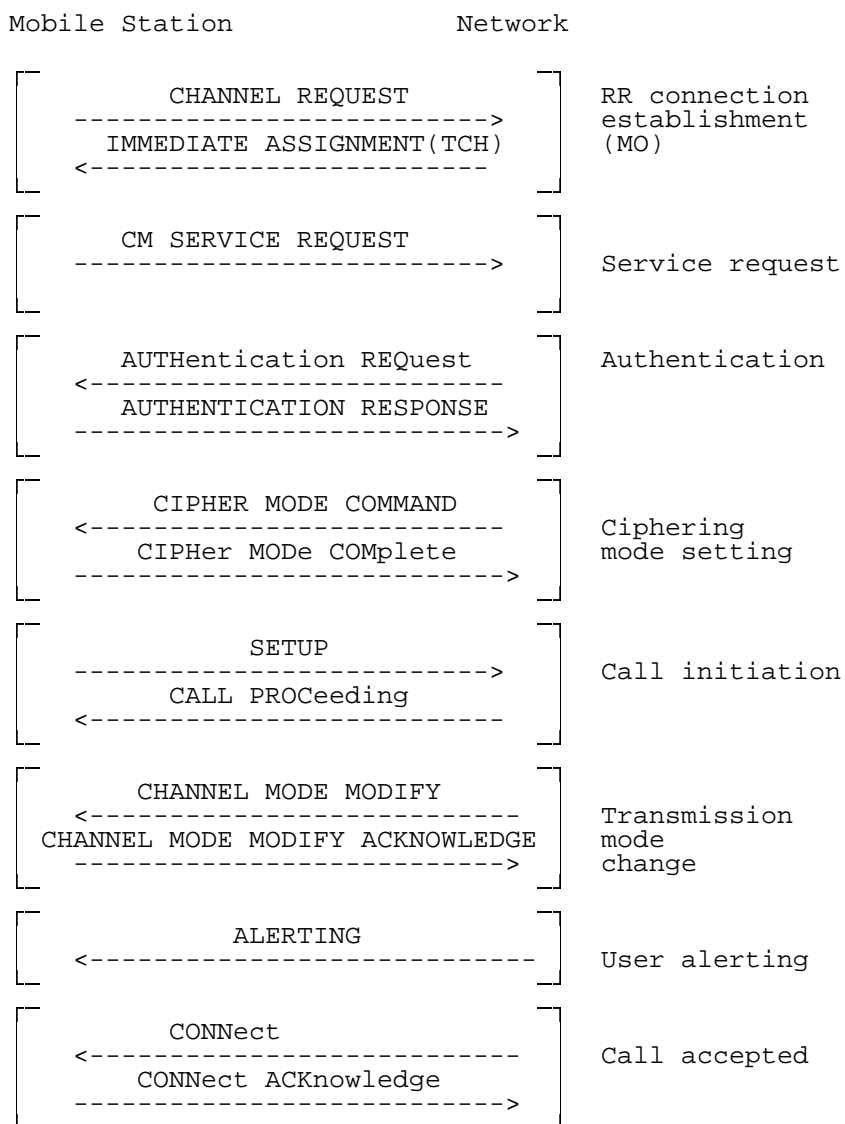 Mobile Station Network
CHANNEL REQUEST RR connection
--------------------------> establishment
IMMEDIATE ASSIGNMENT(TCH) (MO)
<-------------------------
CM SERVICE REQUEST
--------------------------> Service request
AUTHentication REQuest Authentication
<--------------------------
AUTHENTICATION RESPONSE
--------------------------->
CIPHER MODE COMMAND
<-------------------------- Ciphering
CIPHer MODe COMplete mode setting
--------------------------->
SETUP
--------------------------> Call initiation
CALL PROCeeding
<--------------------------
CHANNEL MODE MODIFY
<--------------------------- Transmission
CHANNEL MODE MODIFY ACKNOWLEDGE mode
---------------------------> change
ALERTING
<---------------------------- User alerting
CONNect
<--------------------------- Call accepted
CONNect ACKnowledge
--------------------------->